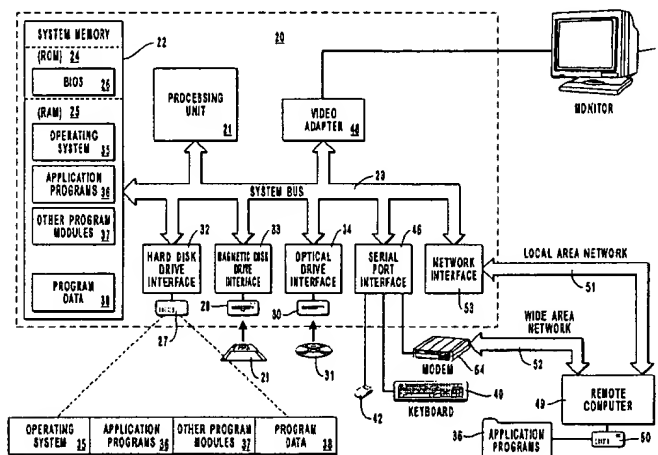 SYSTEM MEMORY
22
20
(ROM) 24
BIOS 26
(RAM) 25
OPERATING SYSTEM 35
APPLICATION PROGRAMS 36
OTHER PROGRAM MODULES 37
PROGRAM DATA 38
PROCESSING UNIT
21
VIDEO ADAPTER 48
MONITOR
23
SYSTEM BUS
32
33
34
46
HARD DISK DRIVE INTERFACE
MAGNETIC DISK DRIVE INTERFACE
OPTICAL DRIVE INTERFACE
SERIAL PORT INTERFACE
NETWORK INTERFACE
53
LOCAL AREA NETWORK
51
27
28
30
WIDE AREA NETWORK
52
31
MODEM
54
42
40
KEYBOARD
49
REMOTE COMPUTER
OPERATING SYSTEM 35
APPLICATION PROGRAMS 36
OTHER PROGRAM MODULES 37
PROGRAM DATA 38
36
APPLICATION PROGRAMS
50